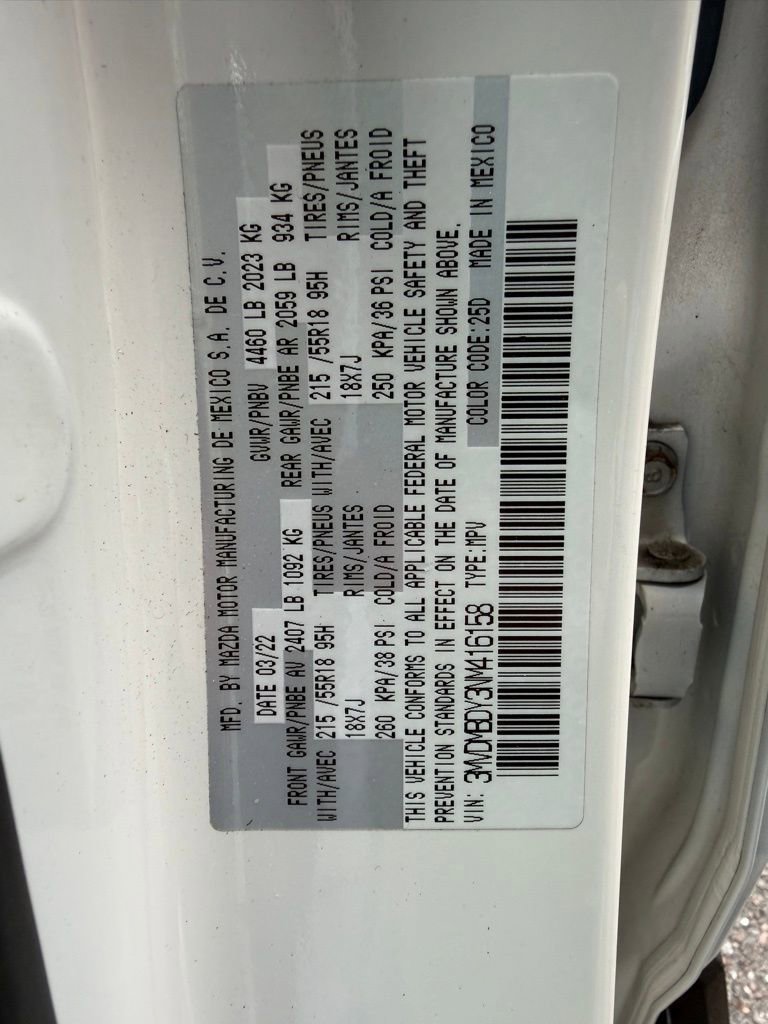 MFD. BY MAZDA MOTOR MANUFACTURING DE MEXICO S.A. DE C.V.
DATE 03/22 GVWR/PNBV 4460 LB 2023 KG
FRONT GAWR/PNBE AV 2407 LB 1092 KG REAR GAWR/PNBE AR 2059 LB 934 KG
WITH/AVEC 215 /55R18 95H TIRES/PNEUS WITH/AVEC 215 /55R18 95H TIRES/PNEUS
18X7J RIMS/JANTES 18X7J RIMS/JANTES
260 KPA/38 PSI COLD/A FROID 250 KPA/36 PSI COLD/A FROID
THIS VEHICLE CONFORMS TO ALL APPLICABLE FEDERAL MOTOR VEHICLE SAFETY AND THEFT
PREVENTION STANDARDS IN EFFECT ON THE DATE OF MANUFACTURE SHOWN ABOVE.
VIN: 3MVDMBDY3NM416158 TYPE:MPV COLOR CODE:25D MADE IN MEXICO